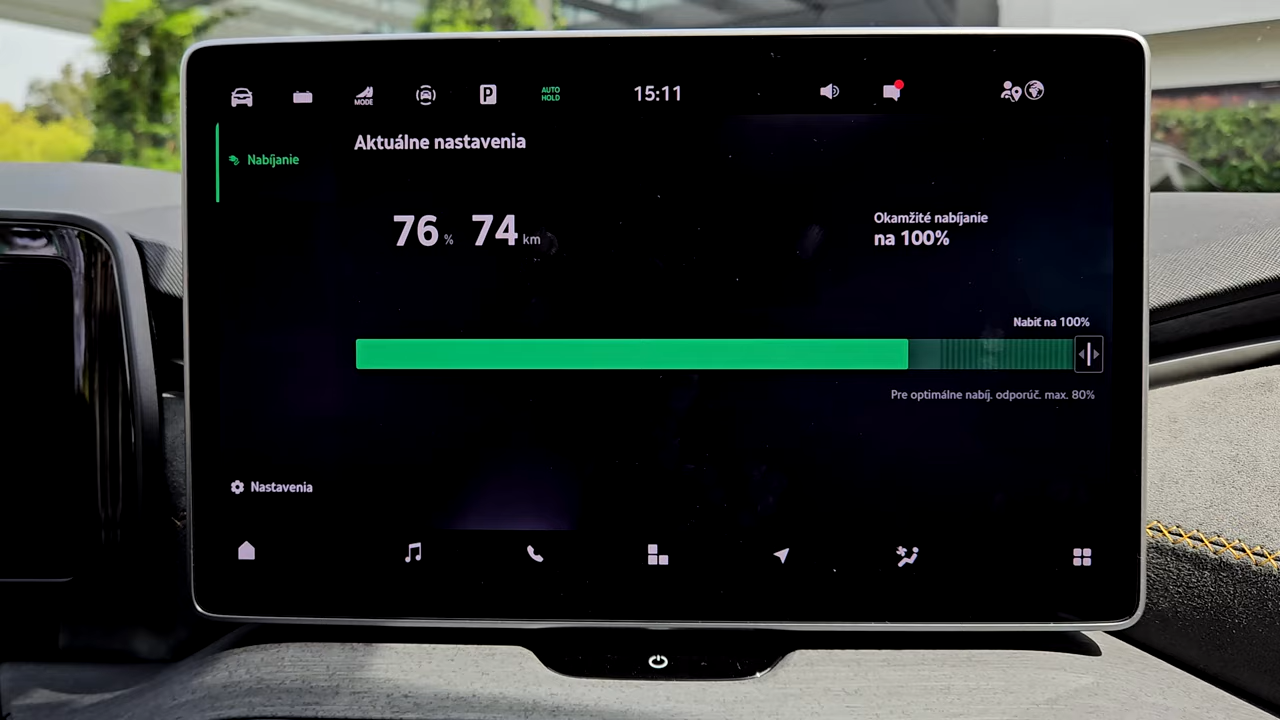 MODE
P
AUTO
HOLD
15:11
Nabíjanie
Aktuálne nastavenia
76 % 74 km
Okamžité nabíjanie
na 100%
Nabiť na 100%
Pre optimálne nabíj. odporúč. max. 80%
Nastavenia